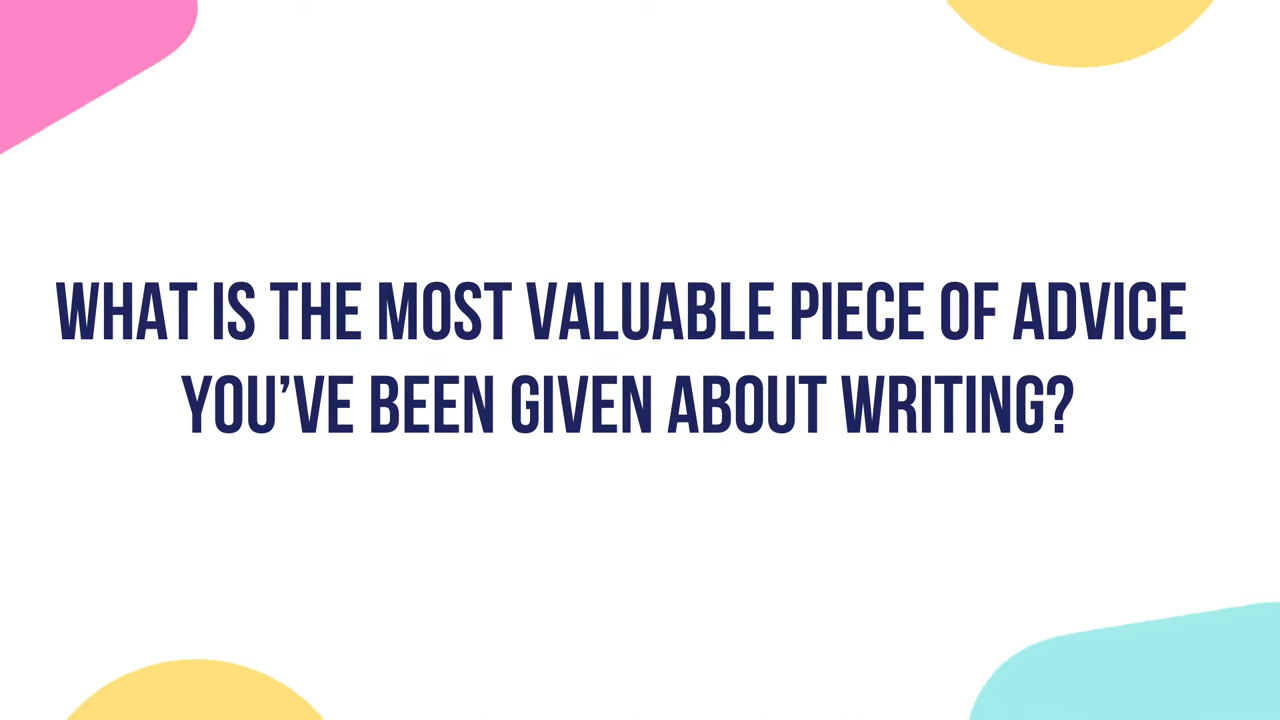 WHAT IS THE MOST VALUABLE PIECE OF ADVICE
YOU’VE BEEN GIVEN ABOUT WRITING?